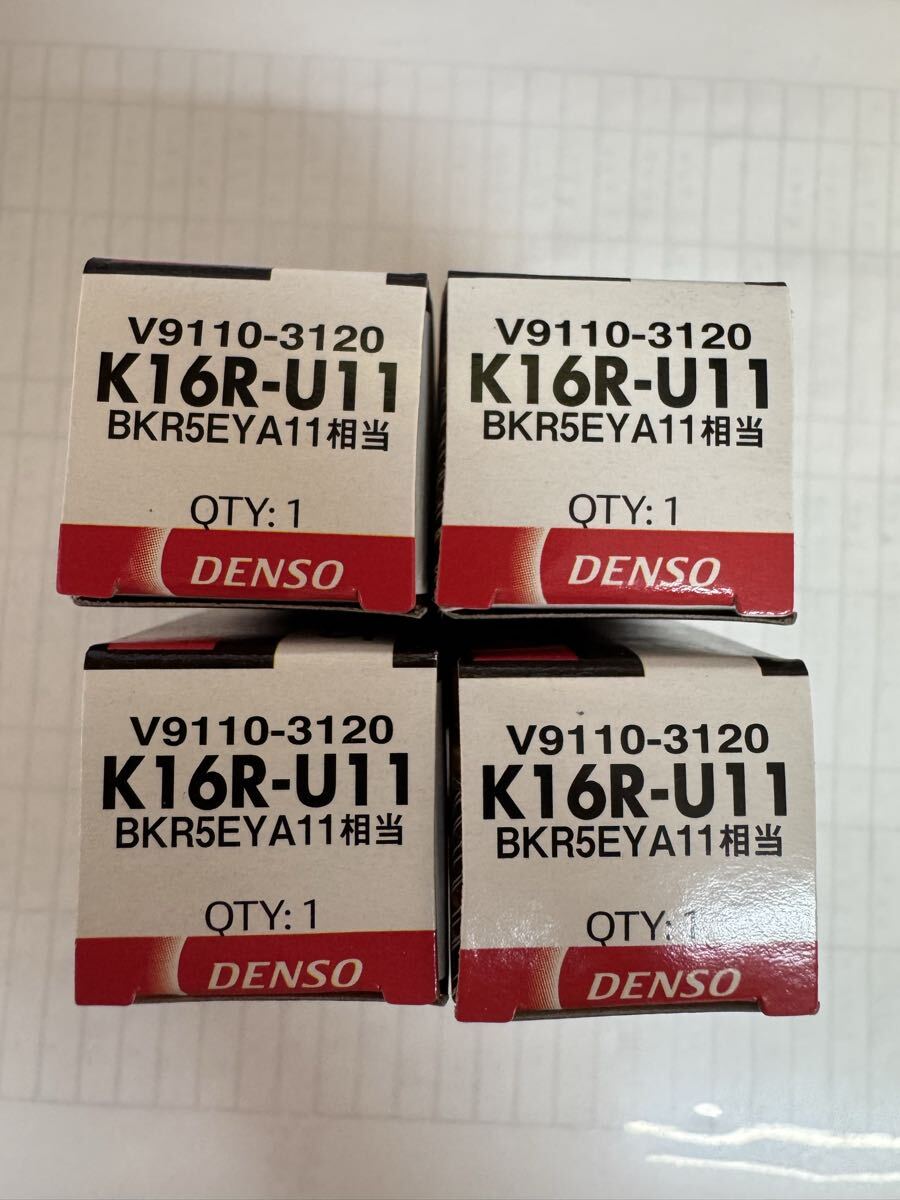 V9110-3120
K16R-U11
BKR5EYA11相当
QTY: 1
DENSO
V9110-3120
K16R-U11
BKR5EYA11相当
QTY: 1
DENSO
V9110-3120
K16R-U11
BKR5EYA11相当
QTY: 1
DENSO
V9110-3120
K16R-U11
BKR5EYA11相当
QTY: 1
DENSO